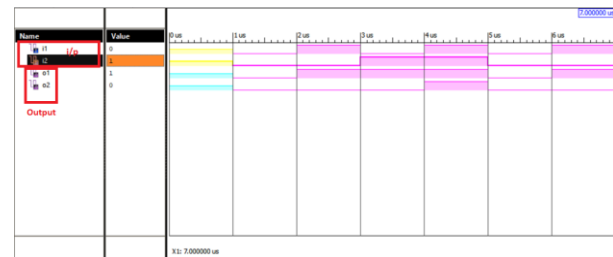 7.000000 us
Name Value 0 us 1 us 2 us 3 us 4 us 5 us 6 us
i1 0
i/p
i2 1
o1 1
o2 0
Output
X1: 7.000000 us